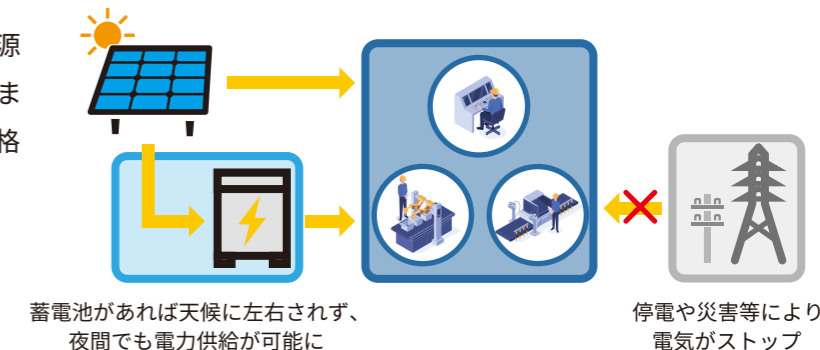 源
ま
格
蓄電池があれば天候に左右されず、
夜間でも電力供給が可能に
停電や災害等により
電気がストップ